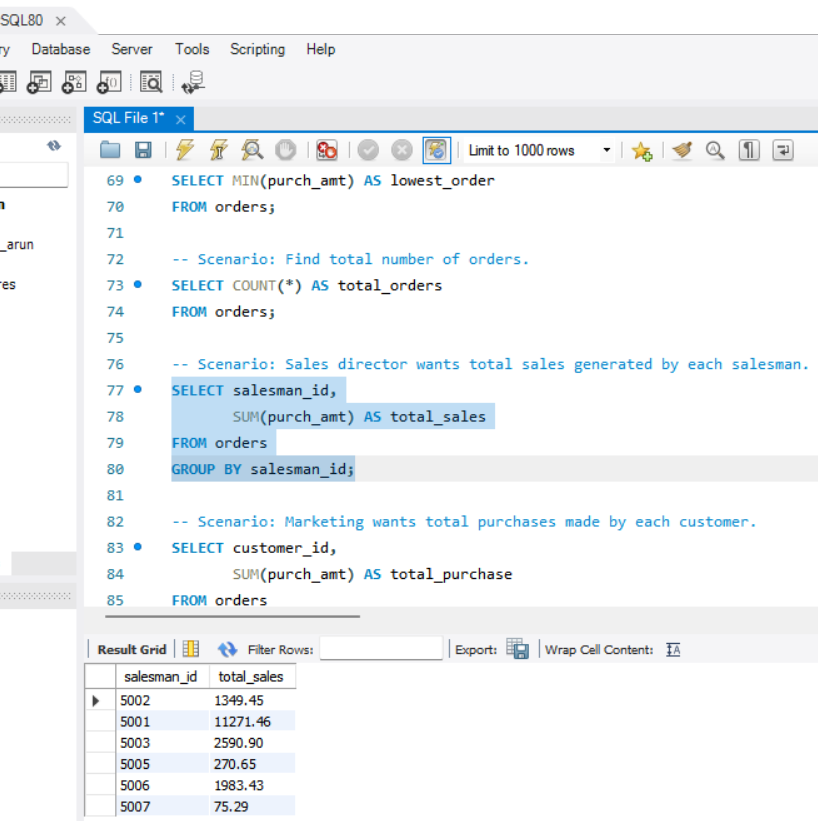 SQL80 ×
ry Database Server Tools Scripting Help
SQL File 1* ×
Limit to 1000 rows
n
_arun
res
69 SELECT MIN(purch_amt) AS lowest_order
70 FROM orders;
71
72 -- Scenario: Find total number of orders.
73 SELECT COUNT(*) AS total_orders
74 FROM orders;
75
76 -- Scenario: Sales director wants total sales generated by each salesman.
77 SELECT salesman_id,
78 SUM(purch_amt) AS total_sales
79 FROM orders
80 GROUP BY salesman_id;
81
82 -- Scenario: Marketing wants total purchases made by each customer.
83 SELECT customer_id,
84 SUM(purch_amt) AS total_purchase
85 FROM orders
Result Grid Filter Rows: Export: Wrap Cell Content:
salesman_id total_sales
5002 1349.45
5001 11271.46
5003 2590.90
5005 270.65
5006 1983.43
5007 75.29